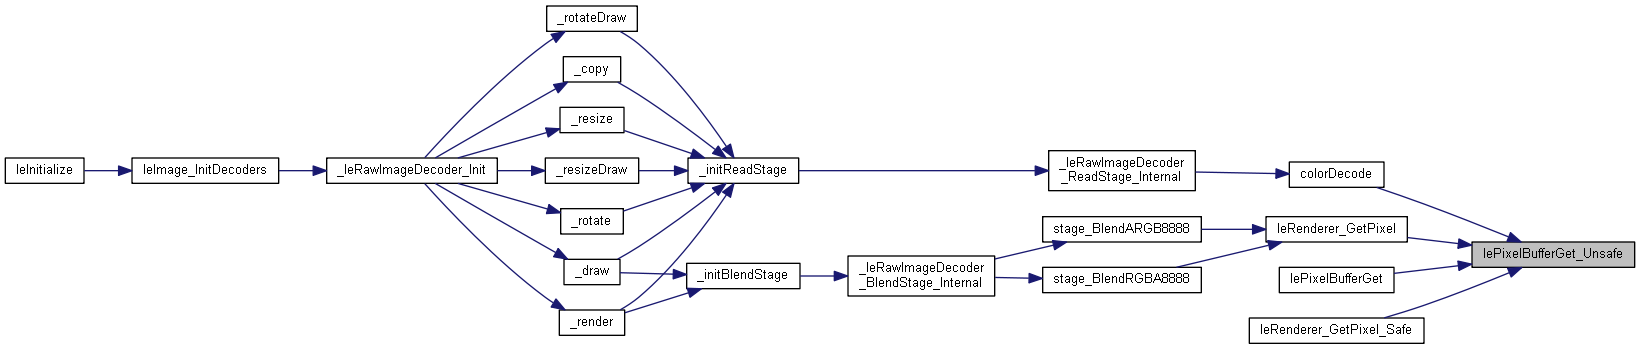 leInitialize
leImage_InitDecoders
_leRawImageDecoder_Init
_rotateDraw
_copy
_resize
_resizeDraw
_rotate
_draw
_render
_initReadStage
_initBlendStage
_leRawImageDecoder
_ReadStage_Internal
_leRawImageDecoder
_BlendStage_Internal
stage_BlendARGB8888
stage_BlendRGBA8888
colorDecode
leRenderer_GetPixel
lePixelBufferGet
leRenderer_GetPixel_Safe
lePixelBufferGet_Unsafe